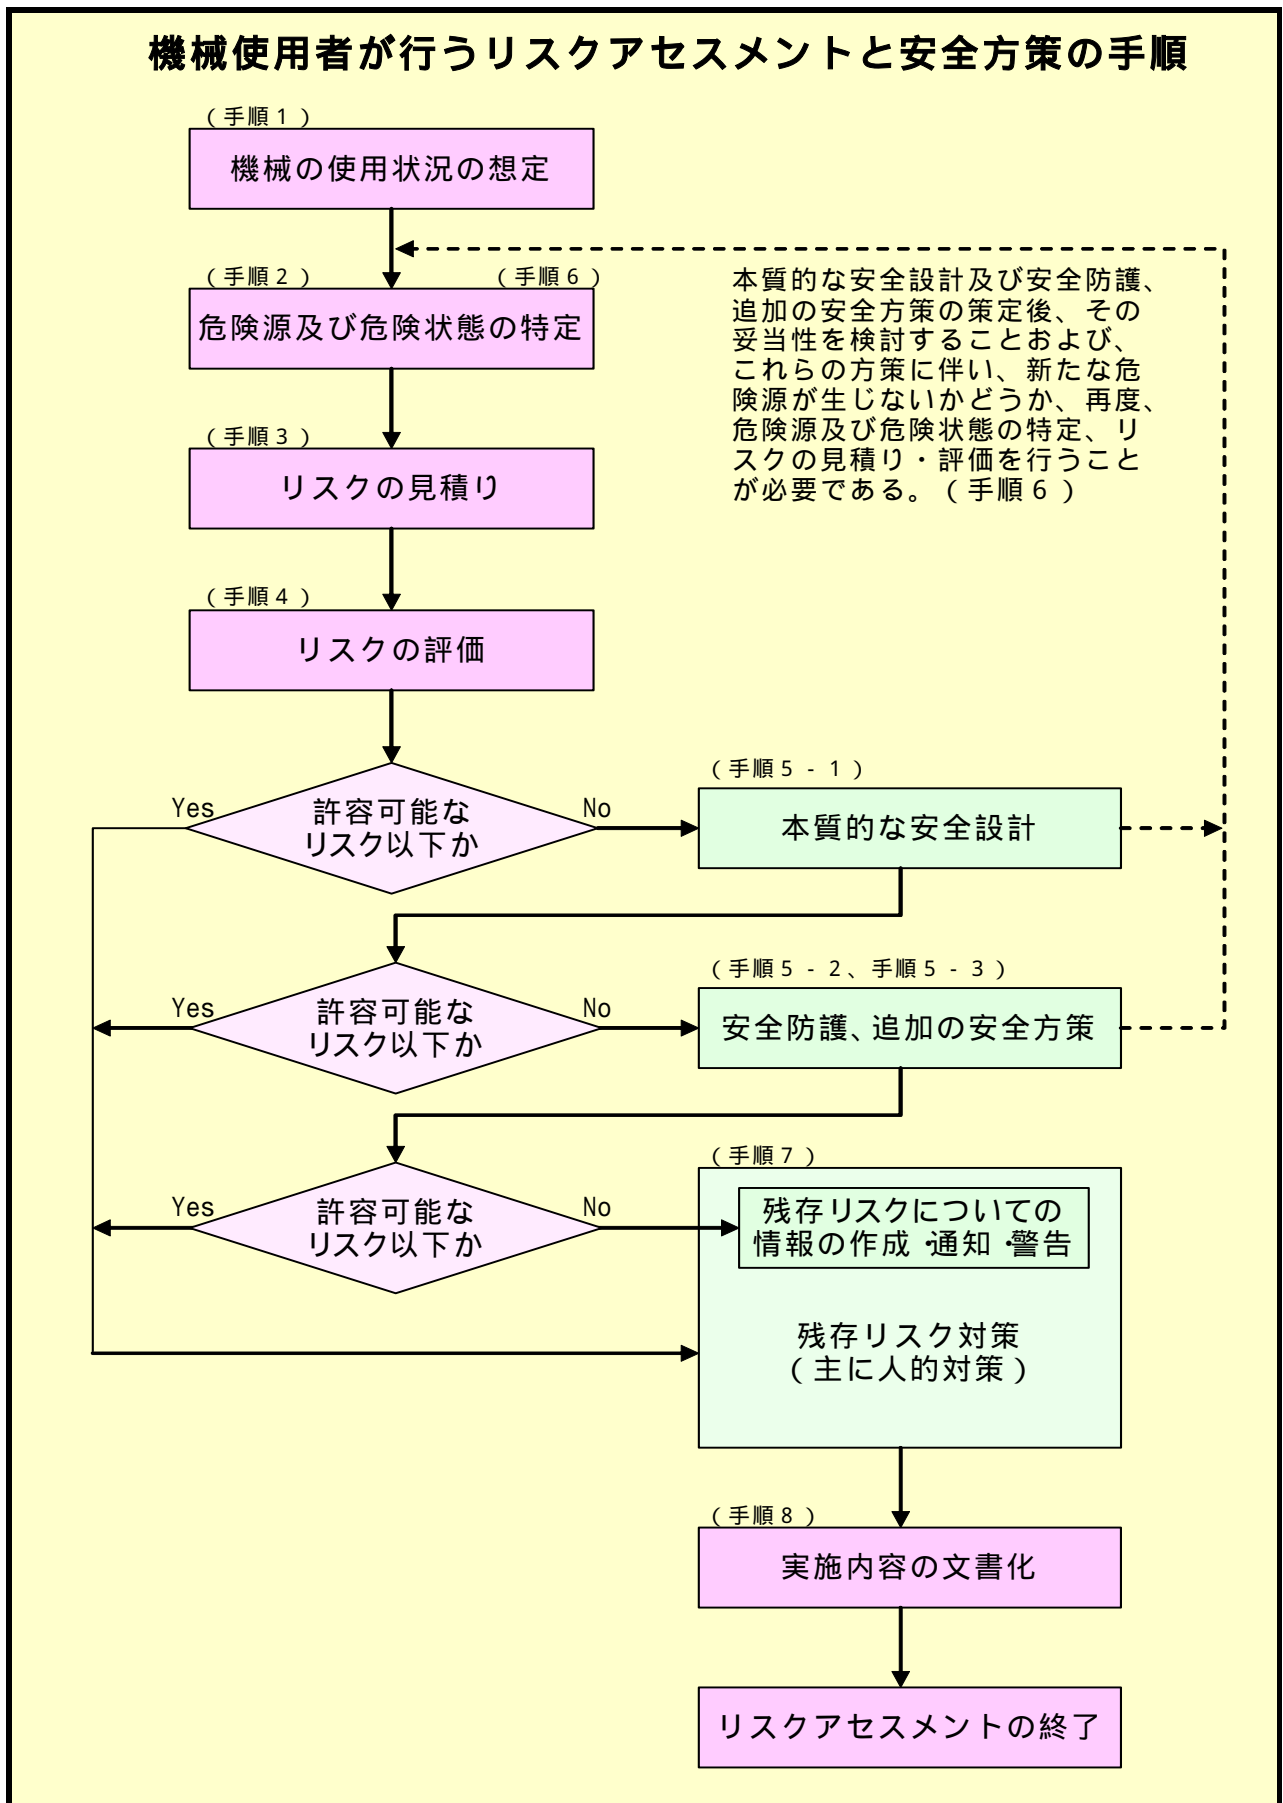 機械使用者が行うリスクアセスメントと安全方策の手順
（手順１）
機械の使用状況の想定
（手順２）
（手順６）
危険源及び危険状態の特定
本質的な安全設計及び安全防護、
追加の安全方策の策定後、その
妥当性を検討することおよび、
これらの方策に伴い、新たな危
険源が生じないかどうか、再度、
危険源及び危険状態の特定、リ
スクの見積り・評価を行うこと
が必要である。（手順６）
（手順３）
リスクの見積り
（手順４）
リスクの評価
Yes
許容可能な
リスク以下か
No
（手順５‐１）
本質的な安全設計
Yes
許容可能な
リスク以下か
No
（手順５‐２、手順５‐３）
安全防護、追加の安全方策
Yes
許容可能な
リスク以下か
No
（手順７）
残存リスクについての
情報の作成・通知・警告
残存リスク対策
（主に人的対策）
（手順８）
実施内容の文書化
リスクアセスメントの終了